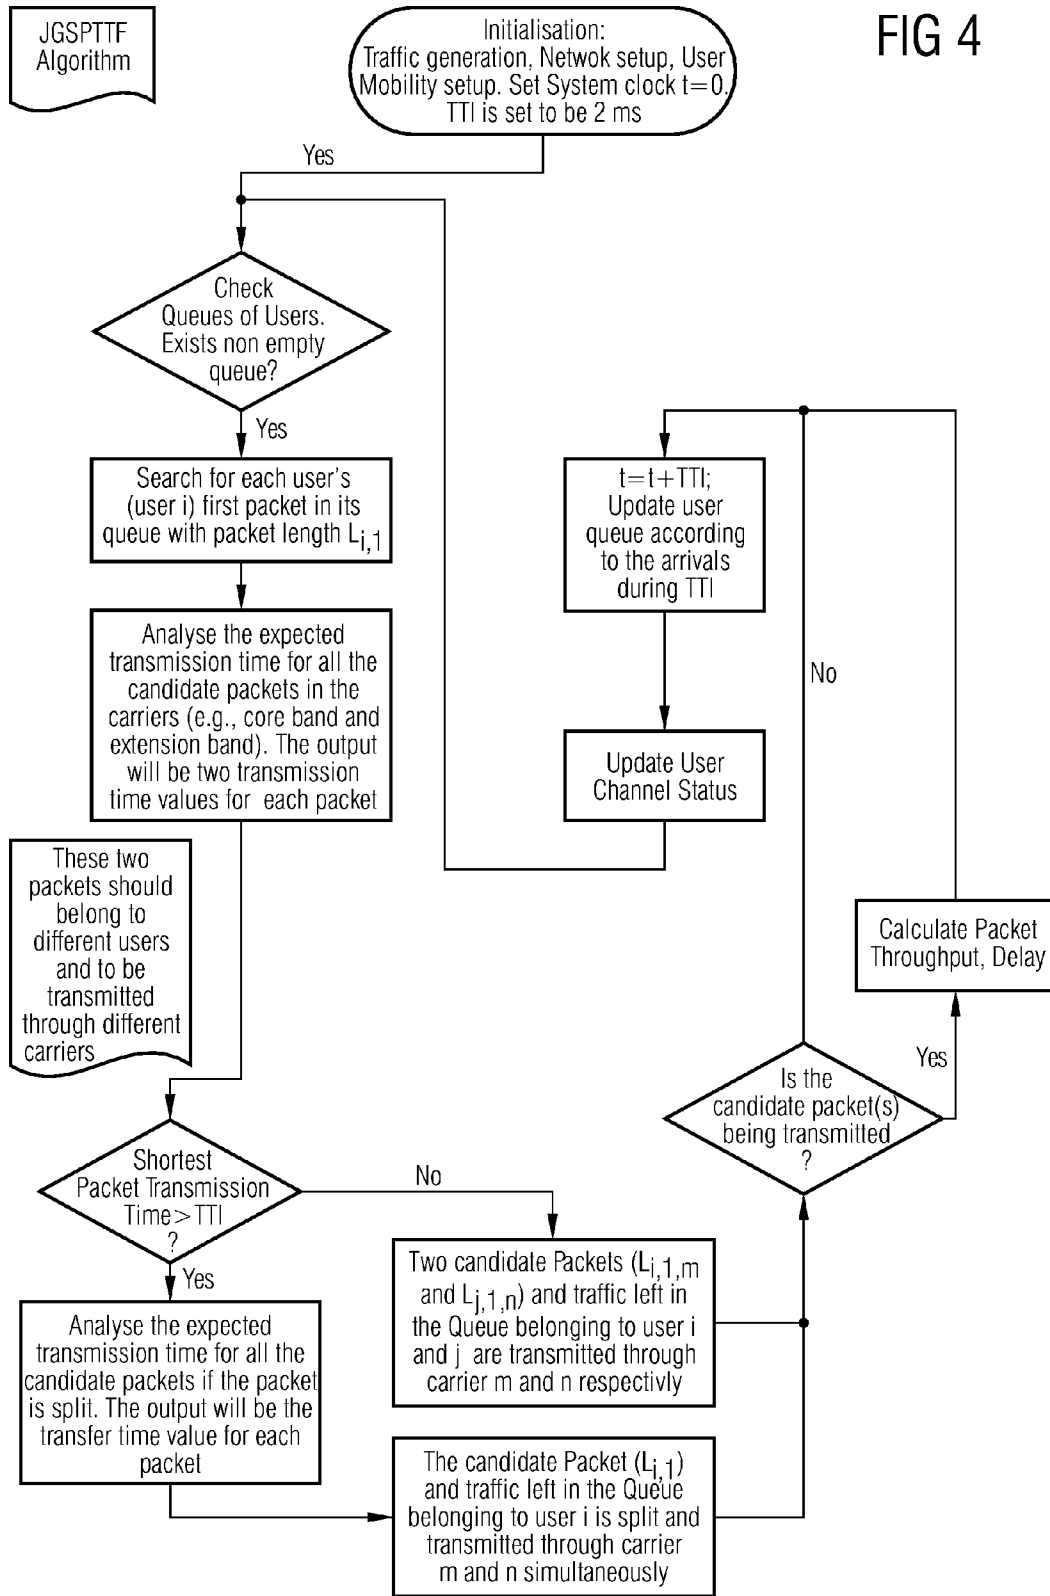 JGSPTTF
Algorithm
Initialisation:
Traffic generation, Netwok setup, User
Mobility setup. Set System clock t=0.
TTI is set to be 2 ms
FIG 4
Yes
Check
Queues of Users.
Exists non empty
queue?
Yes
Search for each user's
(user i) first packet in its
queue with packet length Li,1
Analyse the expected
transmission time for all the
candidate packets in the
carriers (e.g., core band and
extension band). The output
will be two transmission
time values for each packet
These two
packets should
belong to
different users
and to be
transmitted
through different
carriers
Shortest
Packet Transmission
Time>TTI
?
No
Yes
Analyse the expected
transmission time for all the
candidate packets if the packet
is split. The output will be the
transfer time value for each
packet
Two candidate Packets (Li,1,m
and Lj,1,n) and traffic left in
the Queue belonging to user i
and j are transmitted through
carrier m and n respectivly
The candidate Packet (Li,1)
and traffic left in the Queue
belonging to user i is split and
transmitted through carrier
m and n simultaneously
Is the
candidate packet(s)
being transmitted
?
Yes
Calculate Packet
Throughput, Delay
No
t=t+TTI;
Update user
queue according
to the arrivals
during TTI
Update User
Channel Status